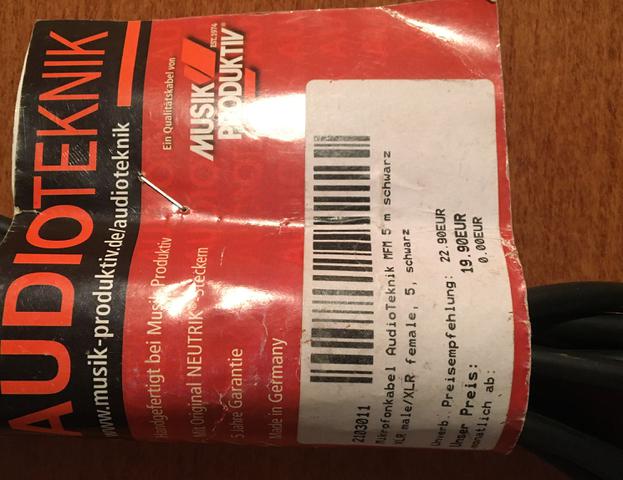 AUDIOTEKNIK
www.musik-produktiv.de/audioteknik
Ein Qualitätskabel von
MUSIK
PRODUKTIV
EST.1974
Handgefertigt bei Musik Produktiv
Mit Original NEUTRIK-Steckern
5 Jahre Garantie
Made in Germany
2103011
Mikrofonkabel AudioTeknik MFM 5 m schwarz
XLR male/XLR female, 5, schwarz
Unverb. Preisempfehlung: 22.90EUR
Unser Preis: 19.90EUR
monatlich ab: 0.00EUR